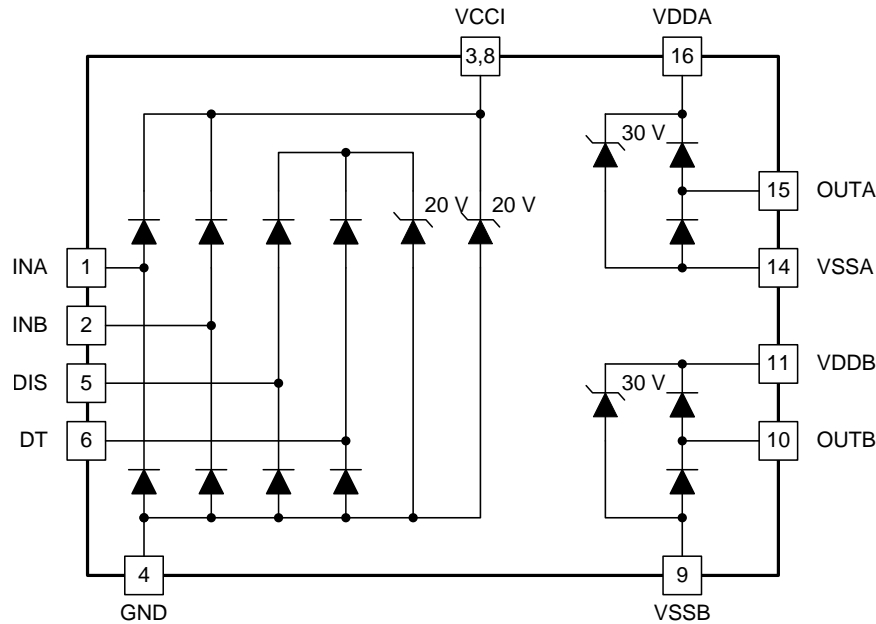 VCCI
VDDA
3,8
16
30 V
15
OUTA
20 V
20 V
INA
1
14
VSSA
INB
2
11
VDDB
DIS
5
30 V
DT
6
10
OUTB
4
9
GND
VSSB